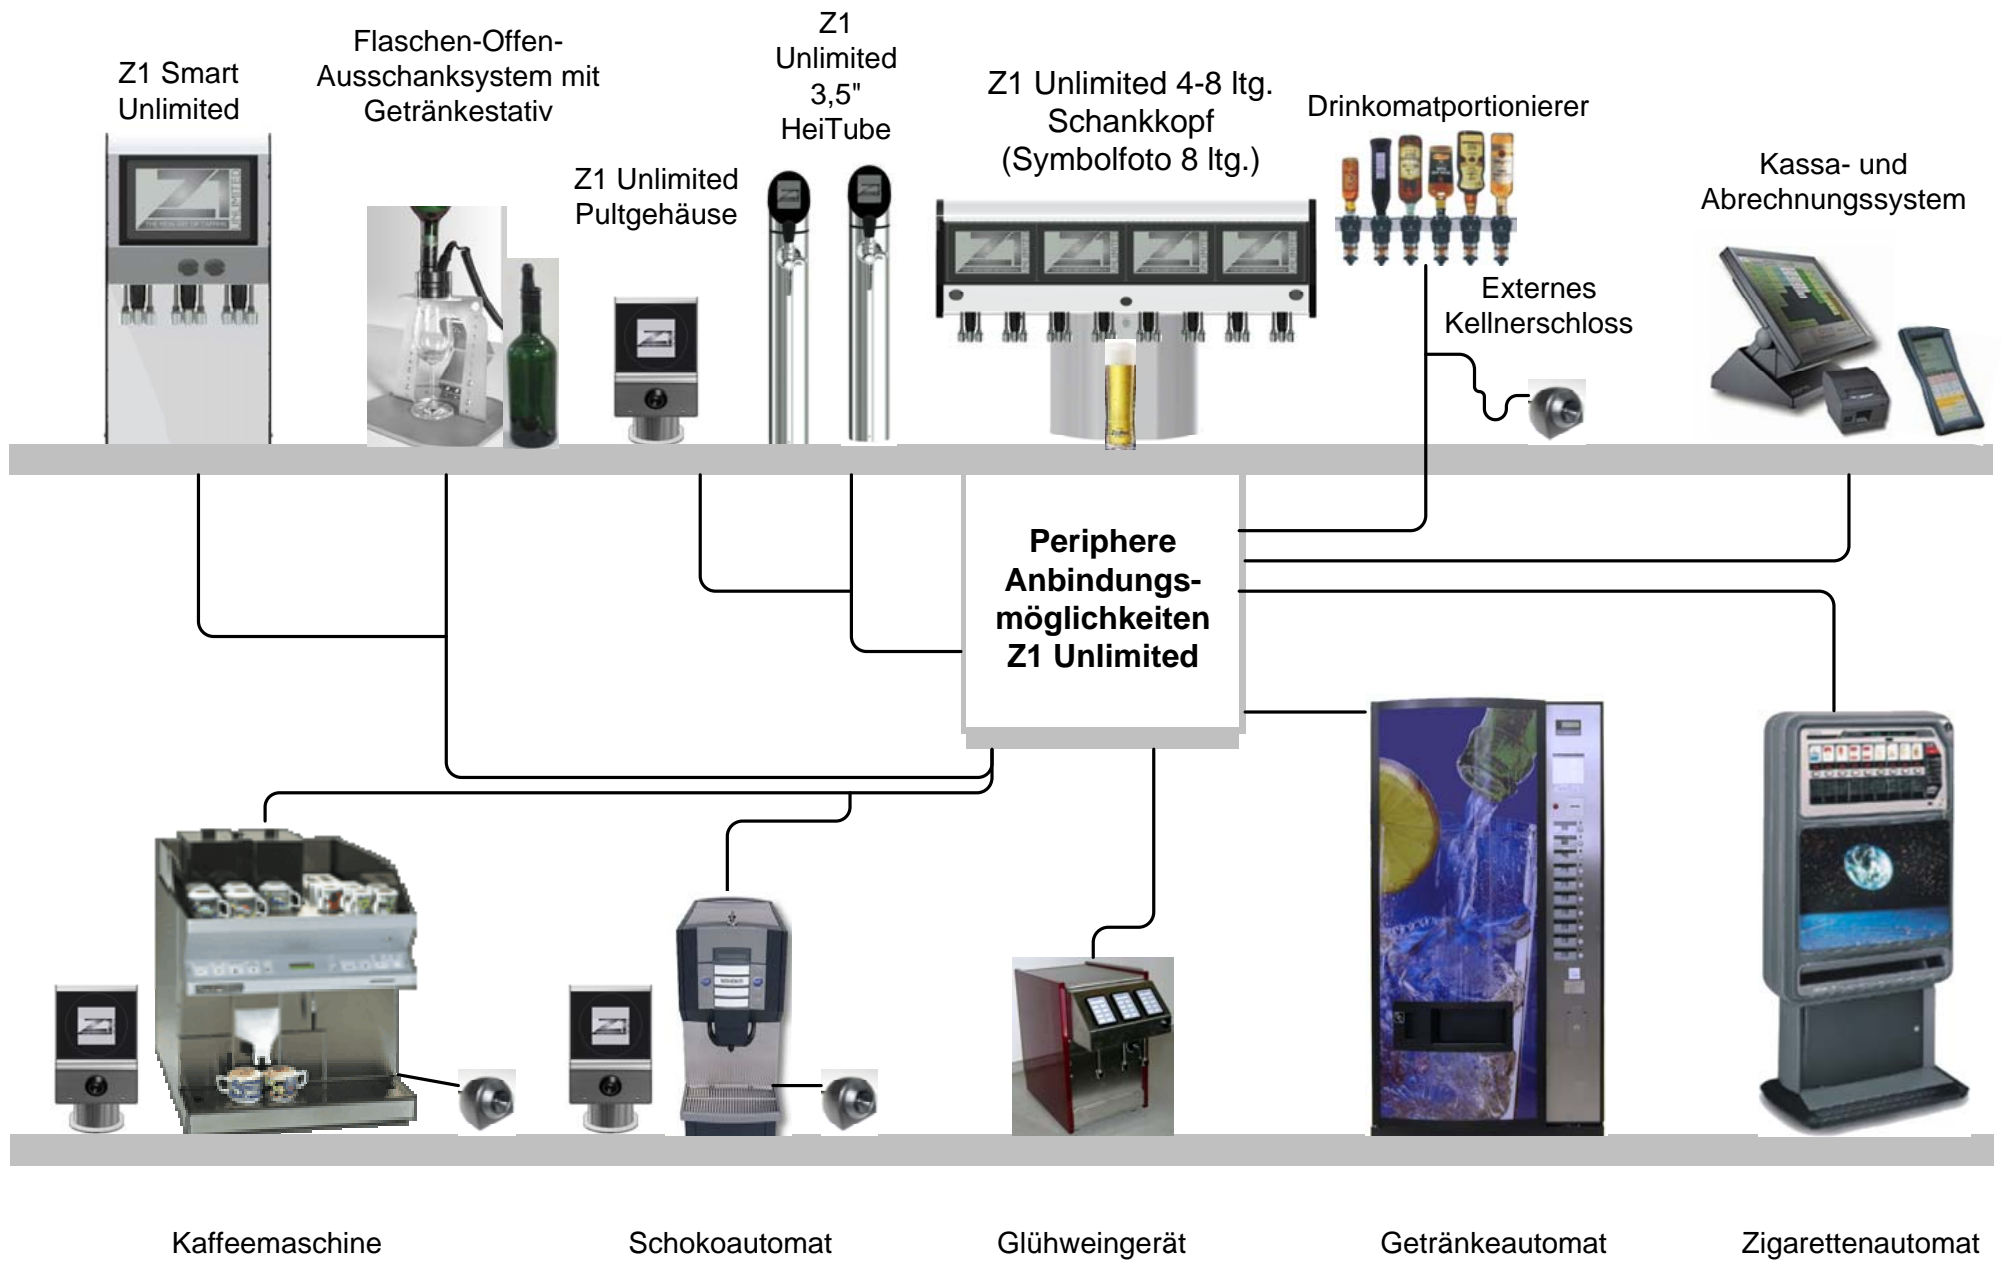 Z1 Smart
Unlimited
Flaschen-Offen-
Ausschanksystem mit
Getränkestativ
Z1 Unlimited
Pultgehäuse
Z1
Unlimited
3,5"
HeiTube
Z1 Unlimited 4-8 ltg.
Schankkopf
(Symbolfoto 8 ltg.)
Drinkomatportionierer
Externes
Kellnerschloss
Kassa- und
Abrechnungssystem
Z1
UNLIMITED
Periphere
Anbindungs-
möglichkeiten
Z1 Unlimited
Kaffeemaschine
Schokoautomat
Glühweingerät
Getränkeautomat
Zigarettenautomat